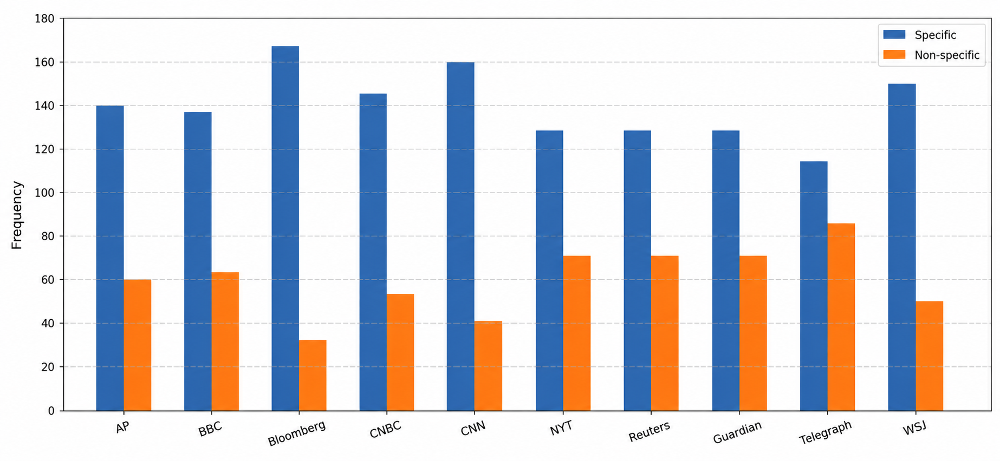 180
160
140
120
100
80
60
40
20
0
Frequency
Specific
Non-specific
AP
BBC
Bloomberg
CNBC
CNN
NYT
Reuters
Guardian
Telegraph
WSJ